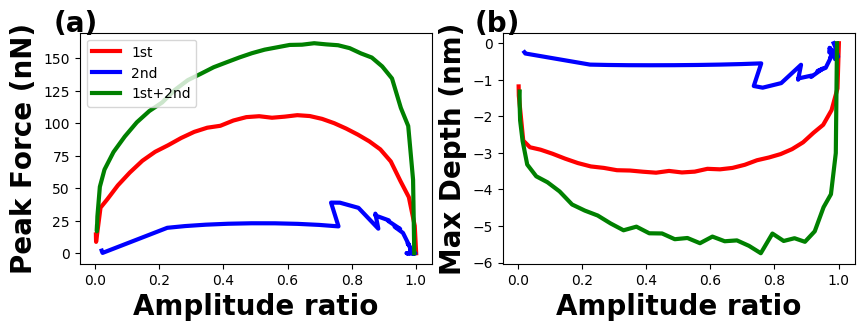 (a)
Peak Force (nN)
150
125
100
75
50
25
0
1st
2nd
1st+2nd
0.0 0.2 0.4 0.6 0.8 1.0
Amplitude ratio
(b)
Max Depth (nm)
0
−1
−2
−3
−4
−5
−6
0.0 0.2 0.4 0.6 0.8 1.0
Amplitude ratio